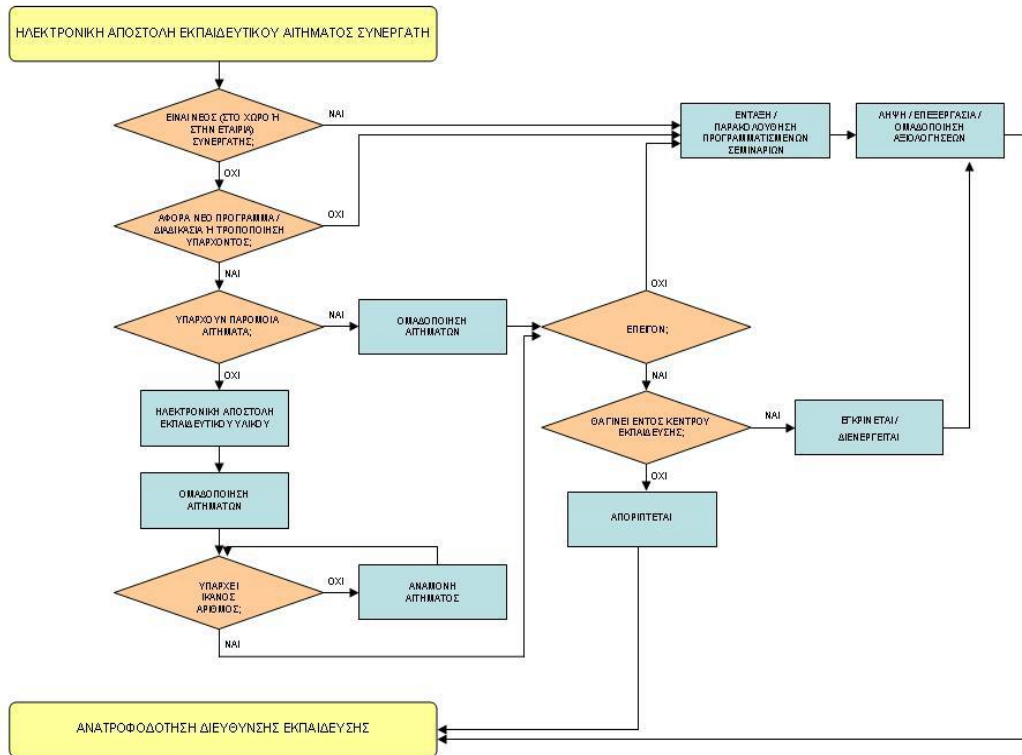 ΗΛΕΚΤΡΟΝΙΚΗ ΑΠΟΣΤΟΛΗ ΕΚΠΑΙΔΕΥΤΙΚΟΥ ΑΙΤΗΜΑΤΟΣ ΣΥΝΕΡΓΑΤΗ
ΕΙΝΑΙ ΝΕΟΣ (ΣΤΟ ΧΩΡΟ Ή
ΣΤΗΝ ΕΤΑΙΡΙΑ)
ΣΥΝΕΡΓΑΤΗΣ;
ΝΑΙ
ΕΝΤΑΞΗ /
ΠΑΡΑΚΟΛΟΥΘΗΣΗ
ΠΡΟΓΡΑΜΜΑΤΙΣΜΕΝΩΝ
ΣΕΜΙΝΑΡΙΩΝ
ΛΗΨΗ / ΕΠΕΞΕΡΓΑΣΙΑ /
ΟΜΑΔΟΠΟΙΗΣΗ
ΑΞΙΟΛΟΓΗΣΕΩΝ
ΟΧΙ
ΑΦΟΡΑ ΝΕΟ ΠΡΟΓΡΑΜΜΑ /
ΔΙΑΔΙΚΑΣΙΑ Ή ΤΡΟΠΟΠΟΙΗΣΗ
ΥΠΑΡΧΟΝΤΟΣ;
ΟΧΙ
ΝΑΙ
ΥΠΑΡΧΟΥΝ ΠΑΡΟΜΟΙΑ
ΑΙΤΗΜΑΤΑ;
ΝΑΙ
ΟΜΑΔΟΠΟΙΗΣΗ
ΑΙΤΗΜΑΤΩΝ
ΟΧΙ
ΕΠΕΙΓΟΝ;
ΝΑΙ
ΟΧΙ
ΗΛΕΚΤΡΟΝΙΚΗ ΑΠΟΣΤΟΛΗ
ΕΚΠΑΙΔΕΥΤΙΚΟΥ ΥΛΙΚΟΥ
ΘΑ ΓΙΝΕΙ ΕΝΤΟΣ ΚΕΝΤΡΟΥ
ΕΚΠΑΙΔΕΥΣΗΣ;
ΝΑΙ
ΕΓΚΡΙΝΕΤΑΙ /
ΔΙΕΝΕΡΓΕΙΤΑΙ
ΟΧΙ
ΟΜΑΔΟΠΟΙΗΣΗ
ΑΙΤΗΜΑΤΩΝ
ΑΠΟΡΙΠΤΕΤΑΙ
ΥΠΑΡΧΕΙ
ΙΚΑΝΟΣ
ΑΡΙΘΜΟΣ;
ΟΧΙ
ΑΝΑΜΟΝΗ
ΑΙΤΗΜΑΤΟΣ
ΝΑΙ
ΑΝΑΤΡΟΦΟΔΟΤΗΣΗ ΔΙΕΥΘΥΝΣΗΣ ΕΚΠΑΙΔΕΥΣΗΣ